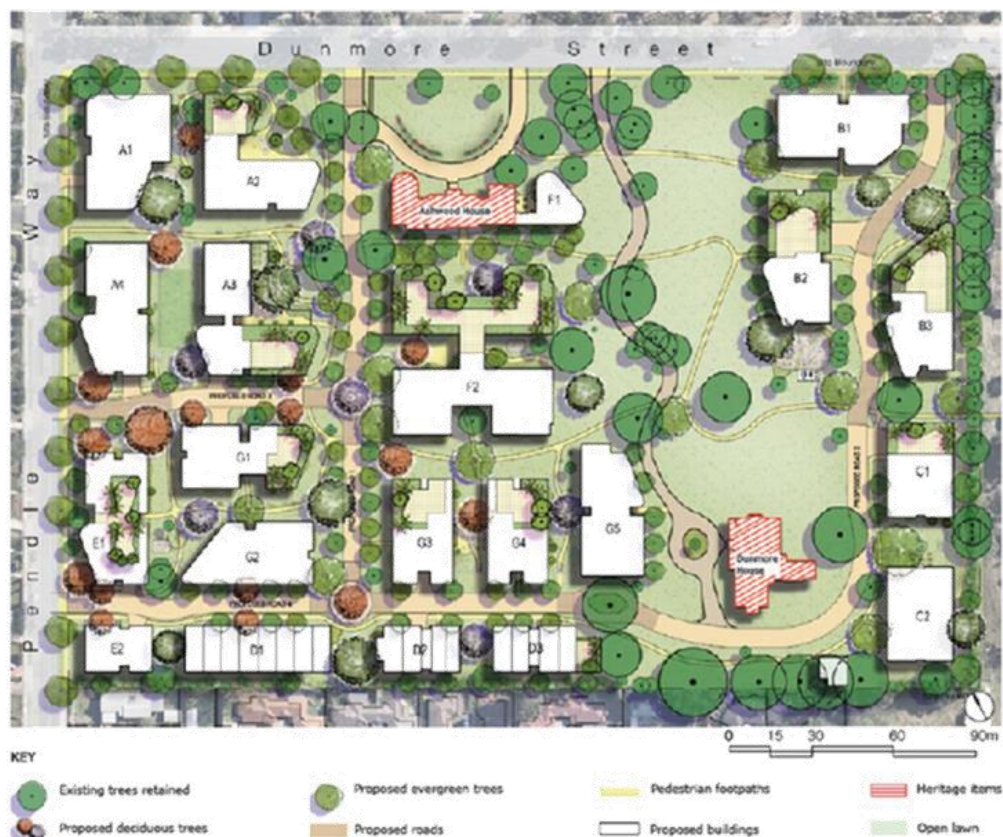 Dunmore Street
Pendle Way
A1
A2
B1
Ashwood House
F1
A4
A3
B2
B3
F2
G1
C1
E1
G2
G3
G4
G5
Dunmore House
C2
E2
D1
D2
D3
0 15 30 60 90m
KEY
Existing trees retained
Proposed evergreen trees
Pedestrian footpaths
Heritage items
Proposed deciduous trees
Proposed roads
Proposed buildings
Open lawn